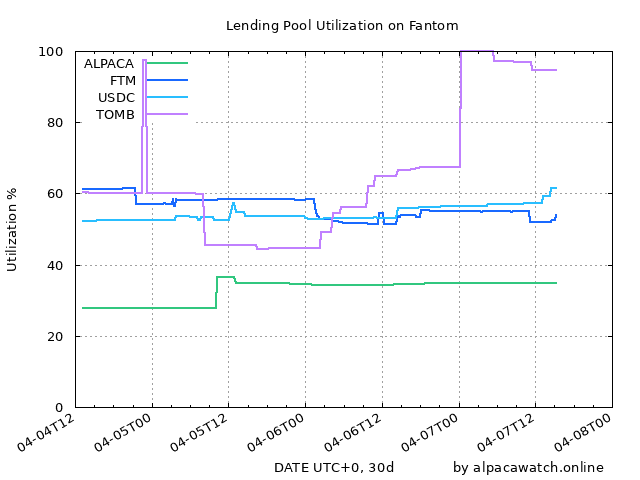 Lending Pool Utilization on Fantom
Utilization %
100
80
60
40
20
0
ALPACA
FTM
USDC
TOMB
04-04T12
04-05T00
04-05T12
04-06T00
04-06T12
04-07T00
04-07T12
04-08T00
DATE UTC+0, 30d
by alpacawatch.online